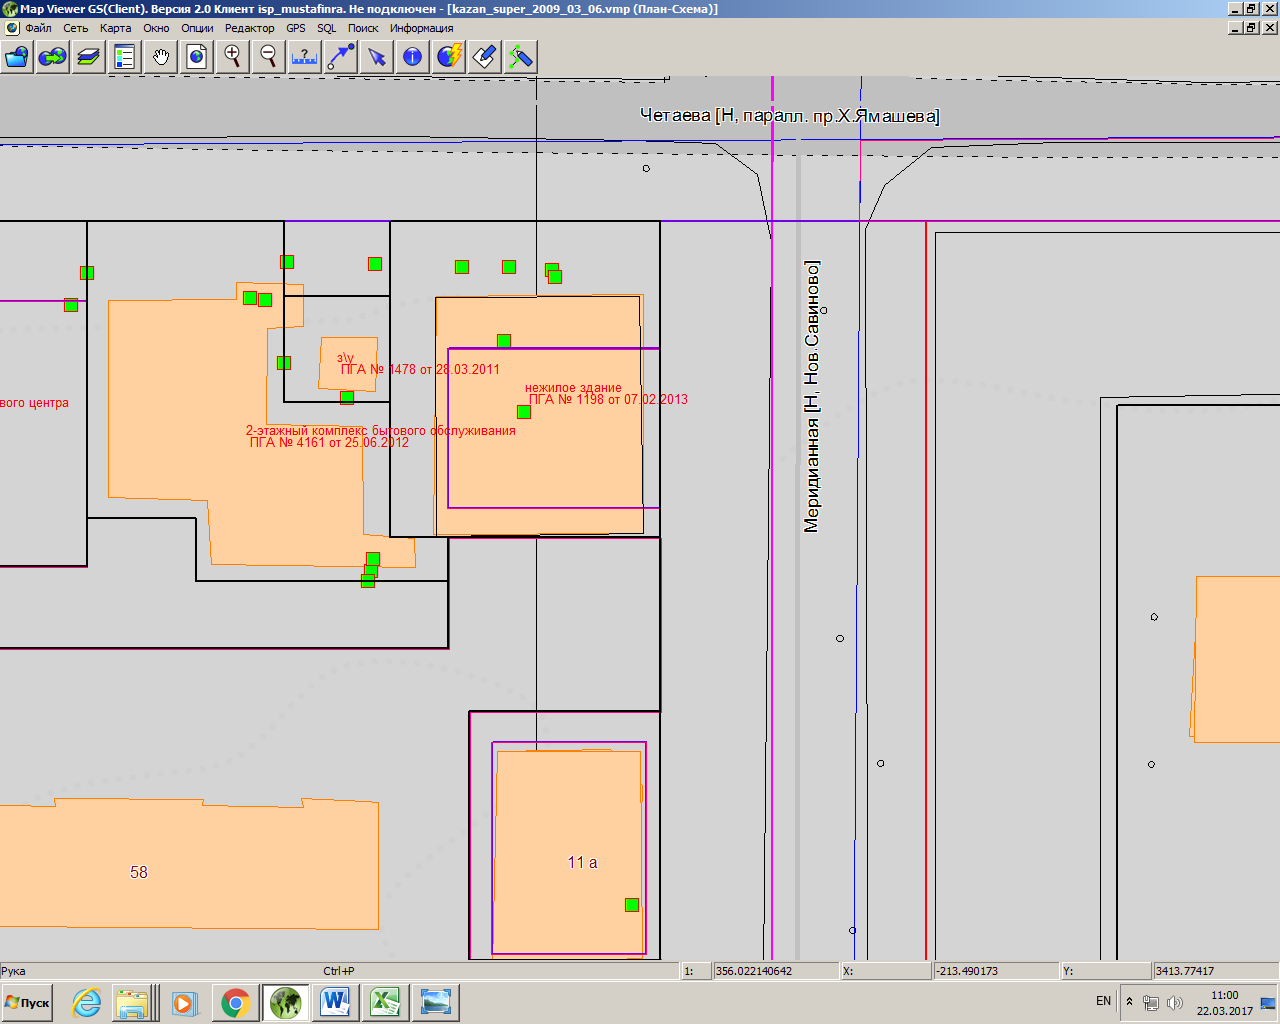 Map Viewer GS(Client). Версия 2.0 Клиент isp_mustafinra. Не подключен - [kazan_super_2009_03_06.vmp (План-Схема)]
Файл Сеть Карта Окно Опции Редактор GPS SQL Поиск Информация
Четаева [Н, паралл. пр.Х.Ямашева]
Меридианная [Н, Нов.Савиново]
з\у
ПГА № 1478 от 28.03.2011
нежилое здание
ПГА № 1198 от 07.02.2013
вого центра
2-этажный комплекс бытового обслуживания
ПГА № 4161 от 25.06.2012
11 а
58
Рука Ctrl+P 1: 356.022140642 X: -213.490173 Y: 3413.77417
Пуск EN 11:00
22.03.2017